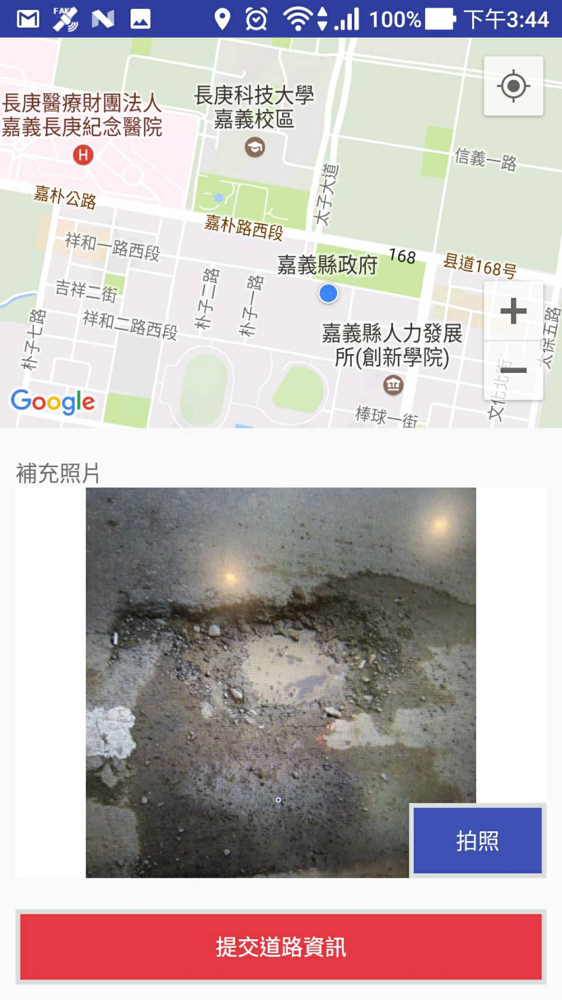 FAKE
100%
下午3:44
長庚醫療財團法人
嘉義長庚紀念醫院
H
長庚科技大學
嘉義校區
信義一路
太子大道
嘉朴公路
嘉朴路西段
祥和一路西段
168
县道168号
嘉義縣政府
吉祥二街
朴子二路
朴子一路
祥和二路西段
朴子七路
嘉義縣人力發展
所(創新學院)
太保五路
文化北街
Google
棒球一街
補充照片
拍照
提交道路資訊